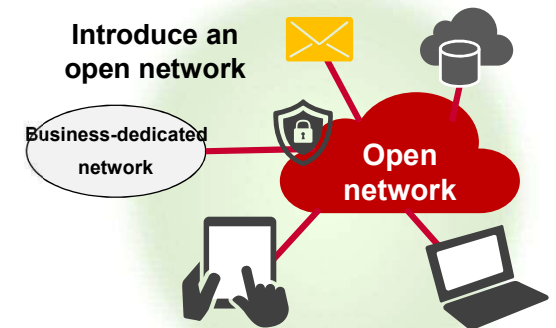 Introduce an
open network
Business-dedicated
network
Open
network